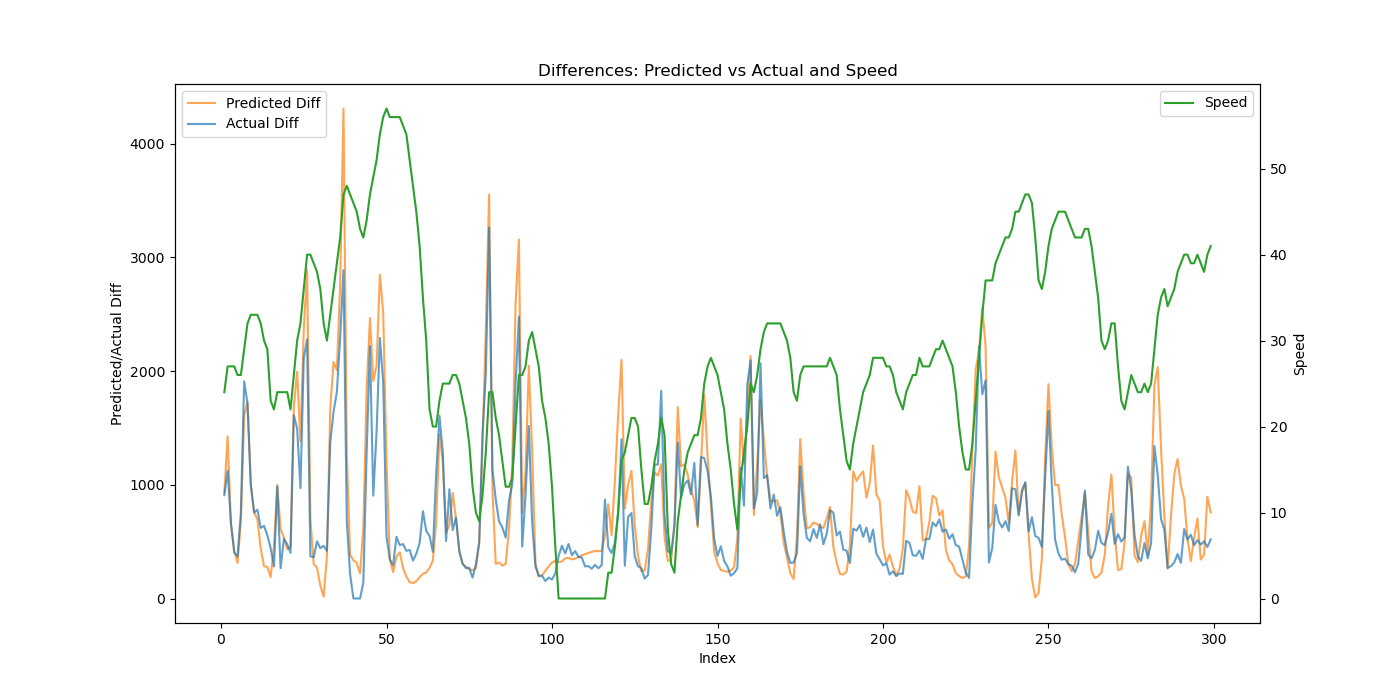 Differences: Predicted vs Actual and Speed
Predicted Diff
Actual Diff
Speed
4000
3000
2000
1000
0
Predicted/Actual Diff
50
40
30
20
10
0
Speed
0 50 100 150 200 250 300
Index